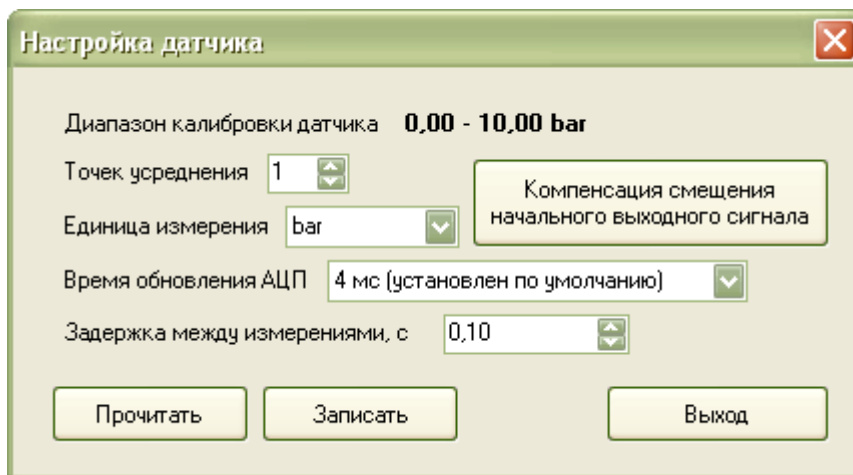 Настройка датчика
Диапазон калибровки датчика 0,00 - 10,00 bar
Точек усреднения 1
Компенсация смещения
начального выходного сигнала
Единица измерения bar
Время обновления АЦП 4 мс (установлен по умолчанию)
Задержка между измерениями, с 0,10
Прочитать Записать Выход